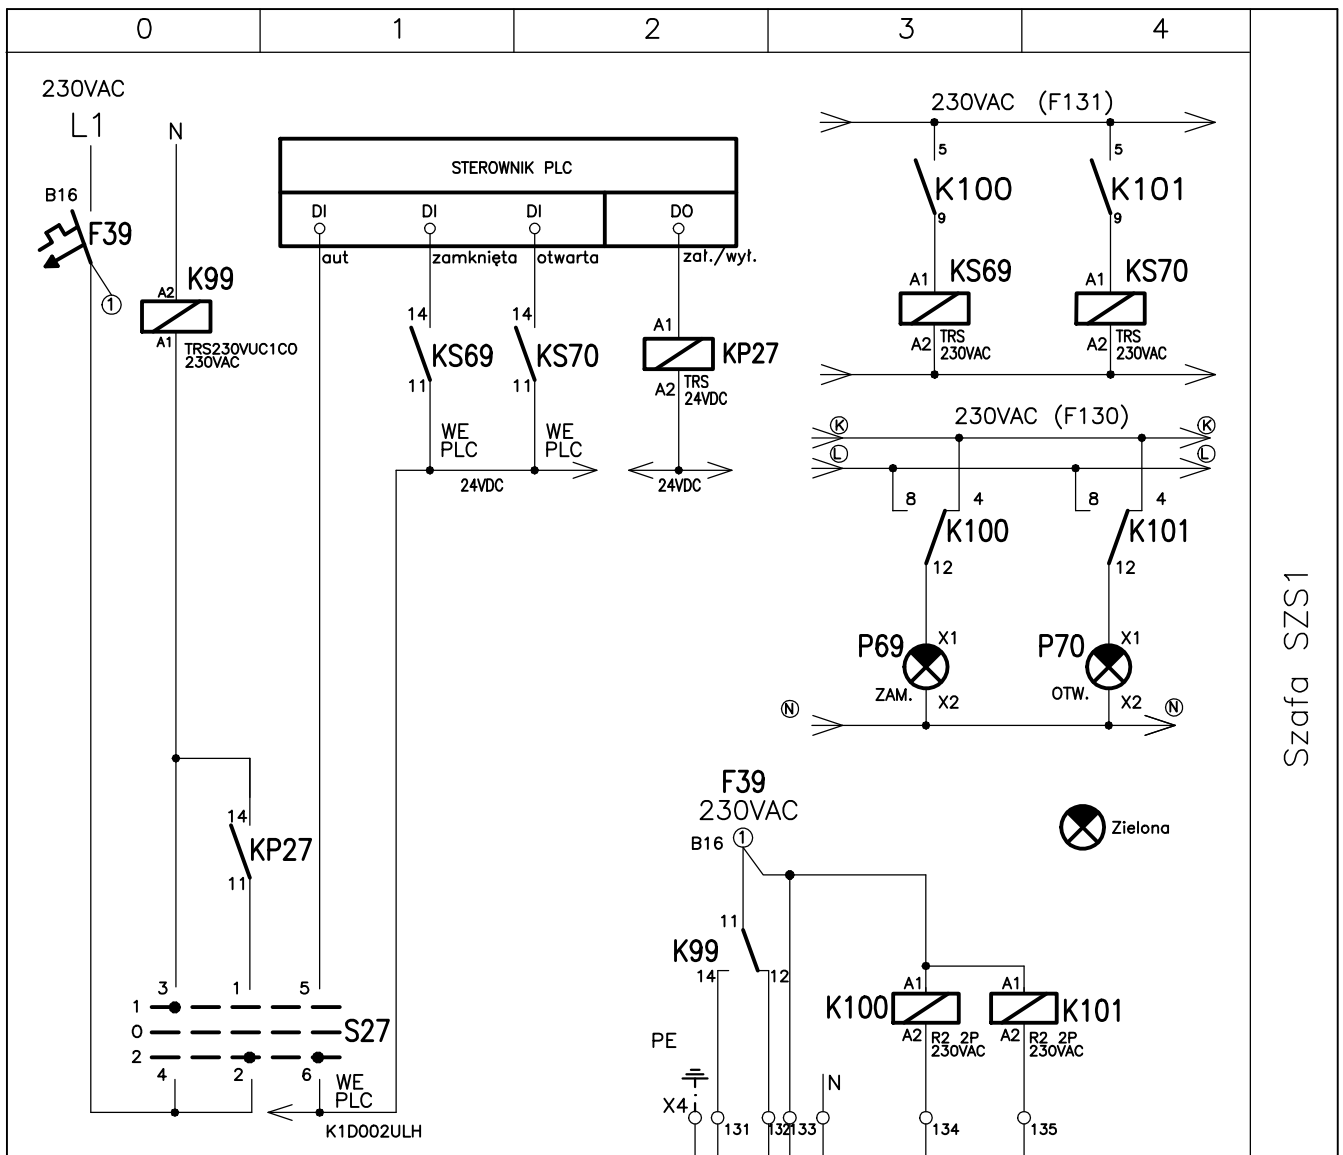 0 1 2 3 4
230VAC
L1
N
B16
F39
1
K99
A2
A1
TRS230VUC1CO
230VAC
STEROWNIK PLC
DI DI DI DO
aut zamknięta otwarta zał./wył.
14 14
KS69 KS70
11 11
A1
KP27
A2 TRS
24VDC
WE
PLC
WE
PLC
24VDC
24VDC
230VAC (F131)
5 5
K100 K101
9 9
KS69 KS70
A1 A1
A2 TRS
230VAC
A2 TRS
230VAC
230VAC (F130)
K K
L L
8 4 8 4
K100 K101
12 12
P69 X1 P70 X1
ZAM. X2 OTW. X2
N N
Zielona
Szafa SZS1
14
KP27
11
3 1 5
1
0 S27
2
4 2 6
WE
PLC
K1D002ULH
F39
230VAC
B16 1
11
K99
14 12
PE
X4
N
A1 A1
K100 K101
A2 R2 2P
230VAC
A2 R2 2P
230VAC
131 132 133 134 135